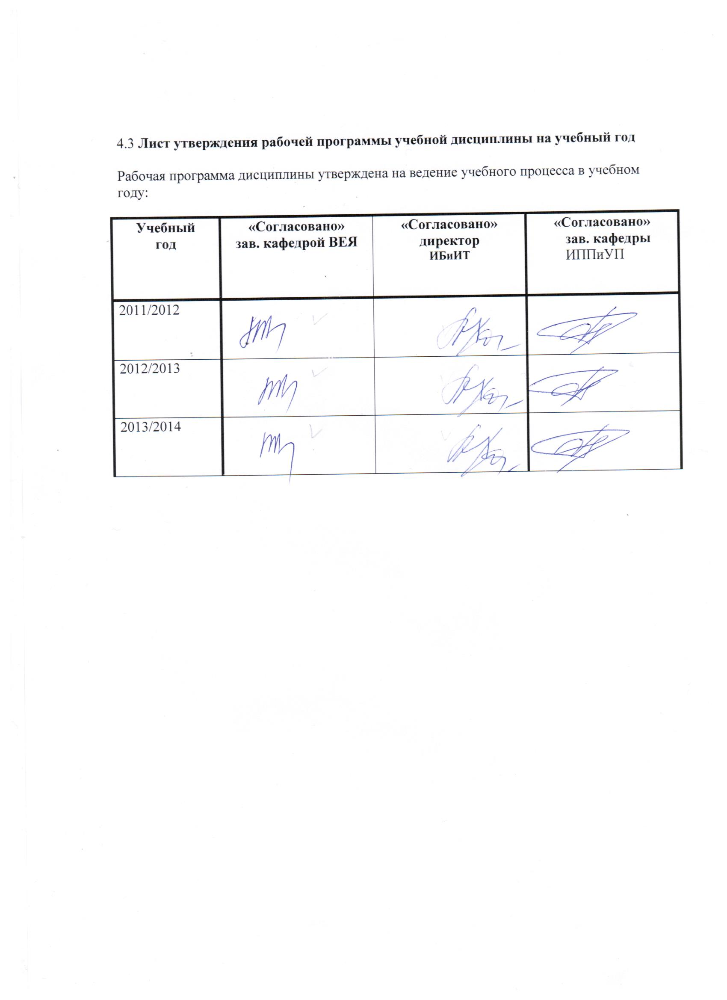 4.3 Лист утверждения рабочей программы учебной дисциплины на учебный год
Рабочая программа дисциплины утверждена на ведение учебного процесса в учебном
году:
Учебный
год
«Согласовано»
зав. кафедрой ВЕЯ
«Согласовано»
директор
ИБиИТ
«Согласовано»
зав. кафедры
ИППиУП
2011/2012
2012/2013
2013/2014